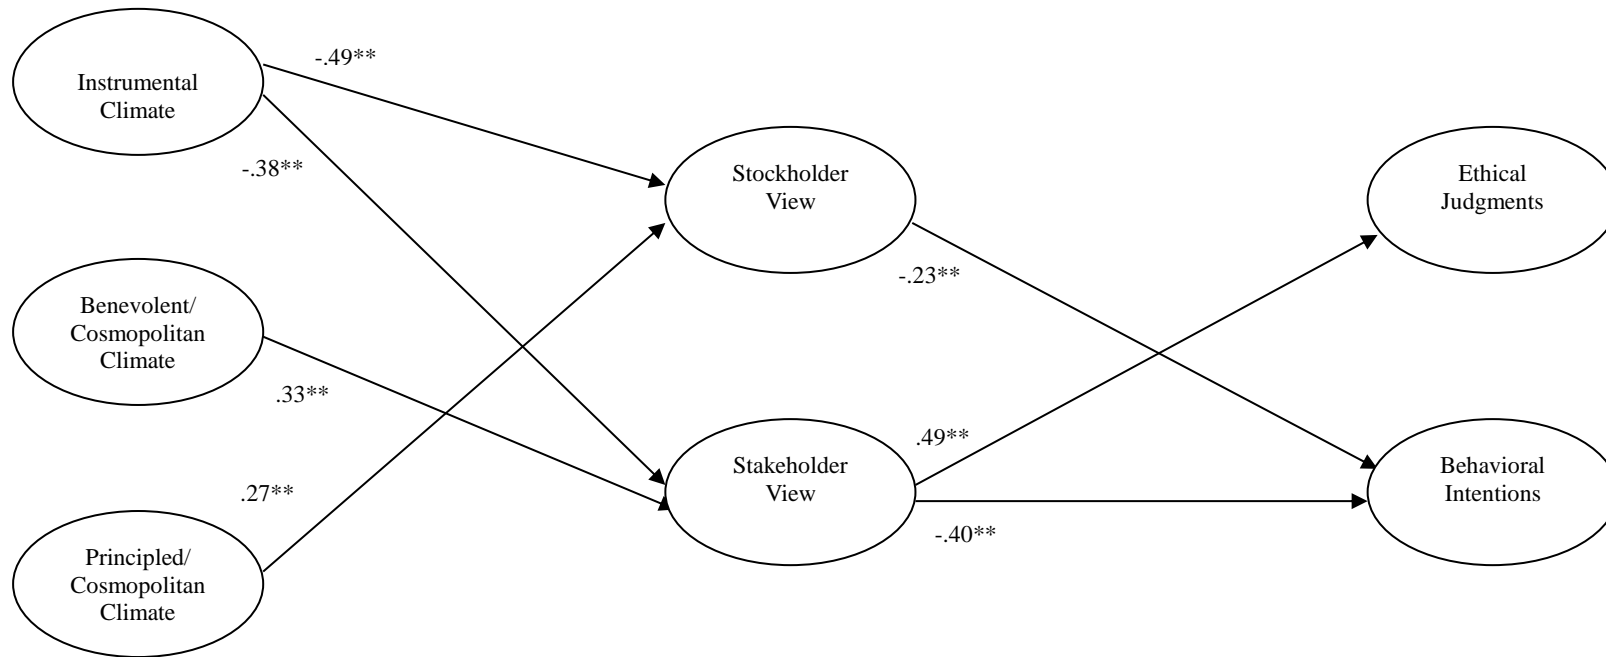 Instrumental
Climate
-.49**
-.38**
Benevolent/
Cosmopolitan
Climate
.33**
Principled/
Cosmopolitan
Climate
.27**
Stockholder
View
-.23**
Stakeholder
View
.49**
-.40**
Ethical
Judgments
Behavioral
Intentions